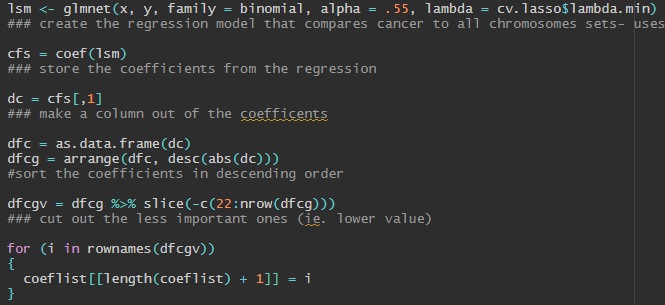 lsm <- glmnet(x, y, family = binomial, alpha = .55, lambda = cv.lasso$lambda.min)
### create the regression model that compares cancer to all chromosomes sets- uses
cfs = coef(lsm)
### store the coefficients from the regression
dc = cfs[,1]
### make a column out of the coefficents
dfc = as.data.frame(dc)
dfcg = arrange(dfc, desc(abs(dc)))
#sort the coefficients in descending order
dfcgv = dfcg %>% slice(-c(22:nrow(dfcg)))
### cut out the less important ones (ie. lower value)
for (i in rownames(dfcgv))
{
  coeflist[[length(coeflist) + 1]] = i
}